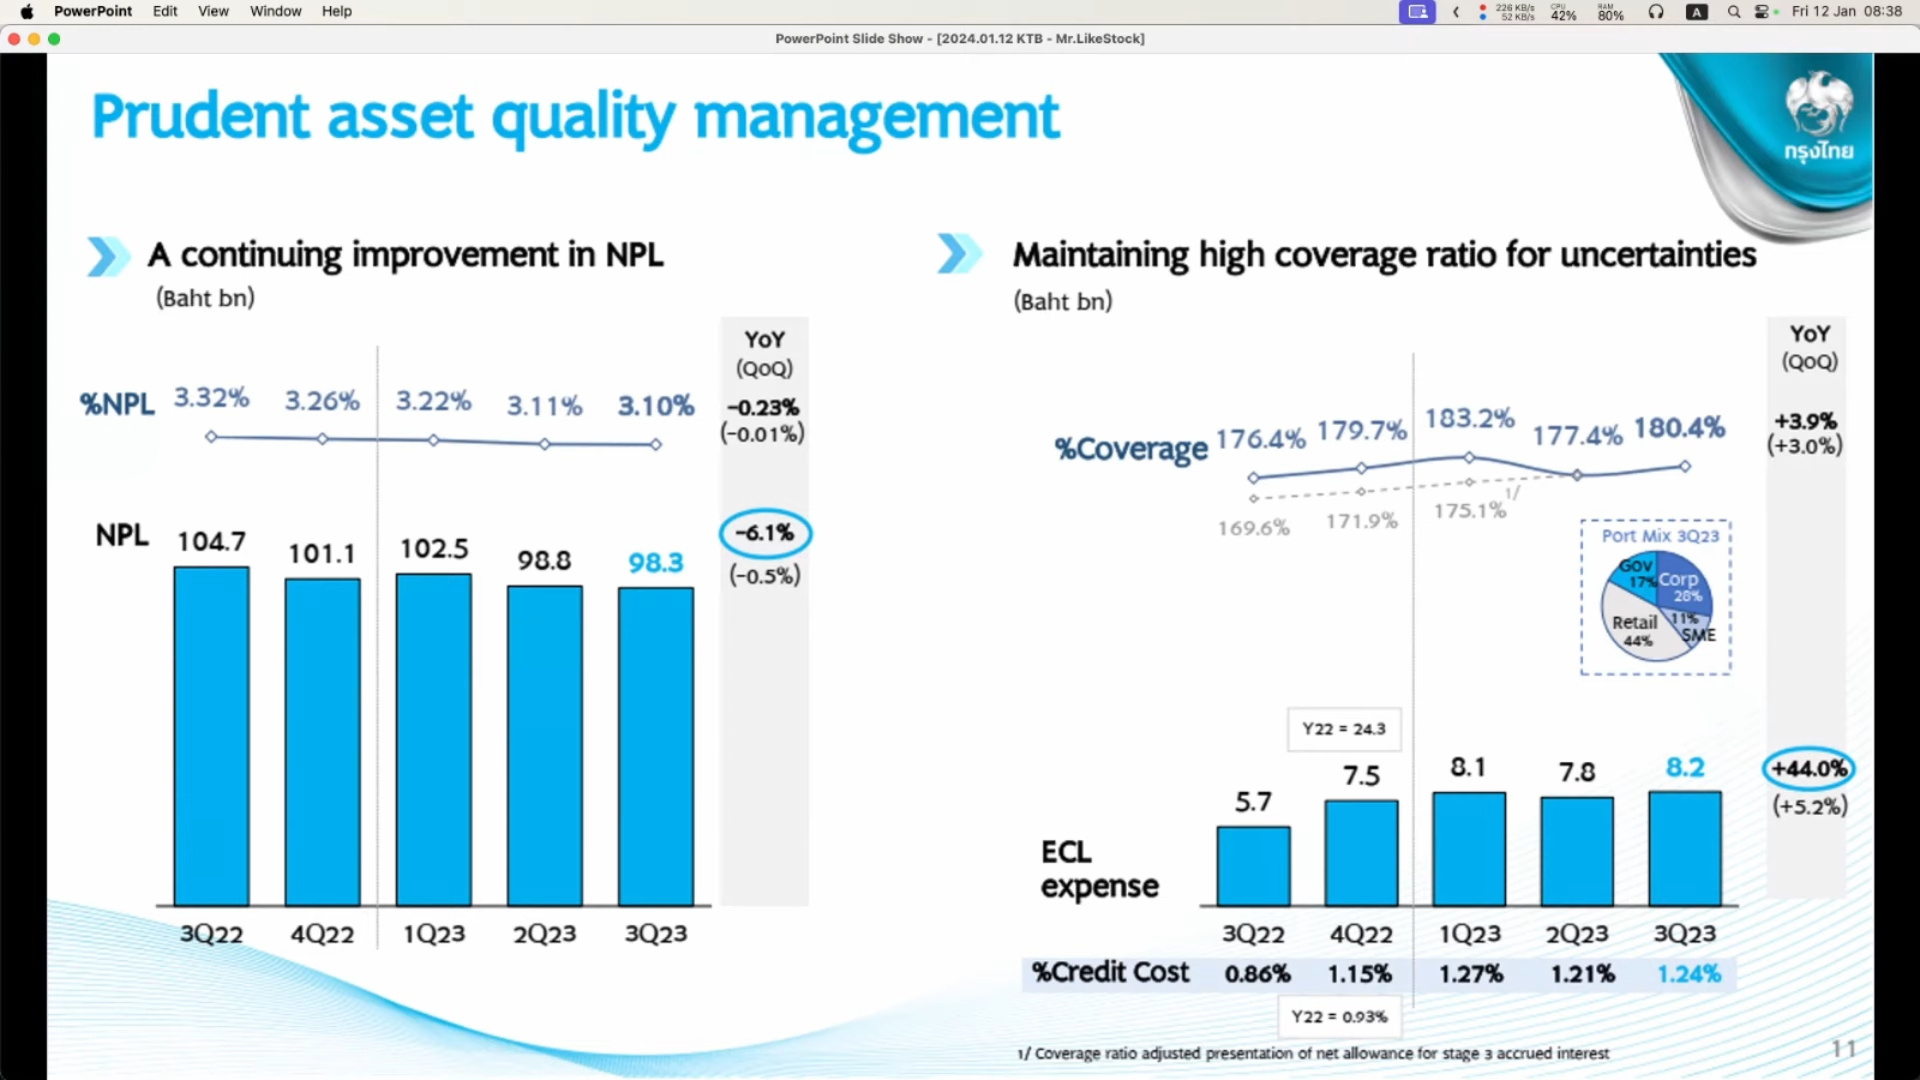 PowerPoint Edit View Window Help
226 KB/s
52 KB/s
CPU
42%
RAM
80%
A
Fri 12 Jan 08:38
PowerPoint Slide Show - [2024.01.12 KTB - Mr.LikeStock]
Prudent asset quality management
กรุงไทย
A continuing improvement in NPL
(Baht bn)
YoY
(QoQ)
%NPL 3.32% 3.26% 3.22% 3.11% 3.10% -0.23%
(-0.01%)
NPL 104.7 101.1 102.5 98.8 98.3 -6.1%
(-0.5%)
3Q22 4Q22 1Q23 2Q23 3Q23
Maintaining high coverage ratio for uncertainties
(Baht bn)
YoY
(QoQ)
%Coverage 176.4% 179.7% 183.2% 177.4% 180.4% +3.9%
(+3.0%)
169.6% 171.9% 175.1% 1/
Port Mix 3Q23
Gov
17%
Corp
28%
Retail
44%
11%
SME
Y22 = 24.3
5.7 7.5 8.1 7.8 8.2 +44.0%
(+5.2%)
ECL
expense
3Q22 4Q22 1Q23 2Q23 3Q23
%Credit Cost 0.86% 1.15% 1.27% 1.21% 1.24%
Y22 = 0.93%
1/ Coverage ratio adjusted presentation of net allowance for stage 3 accrued interest
11